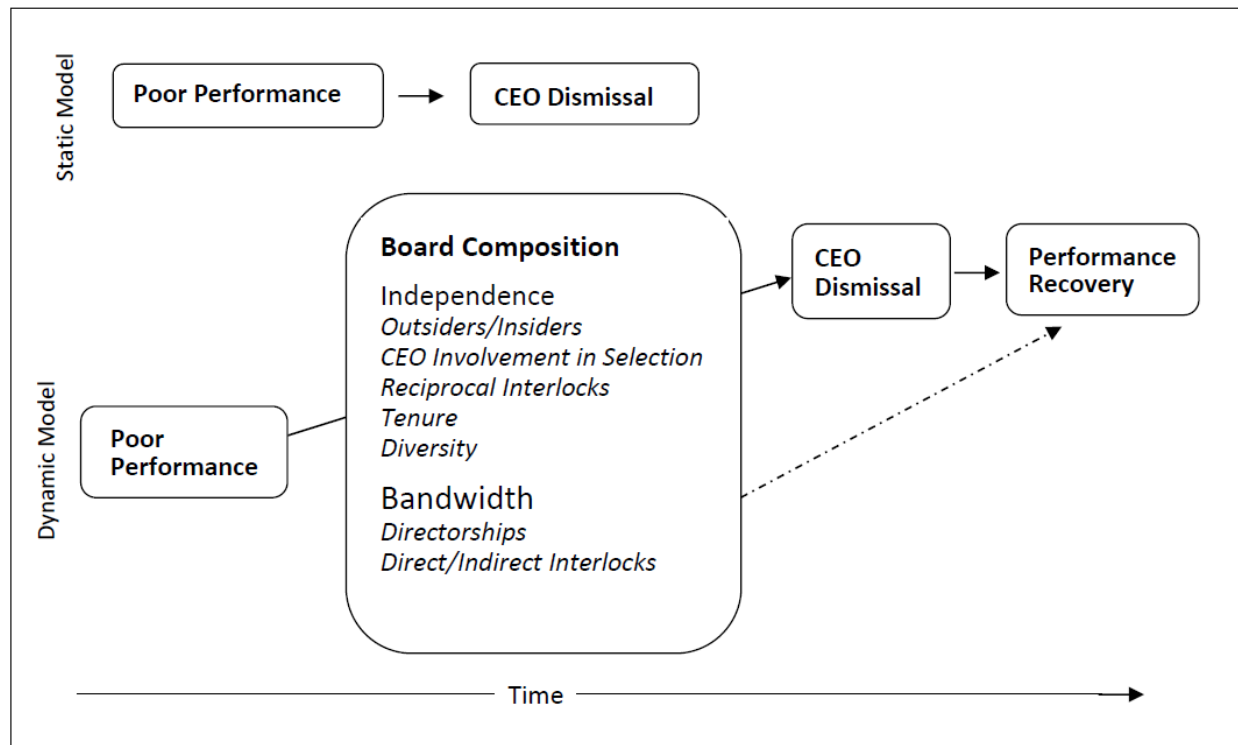 Static Model
Poor Performance
CEO Dismissal
Dynamic Model
Poor
Performance
Board Composition
Independence
Outsiders/Insiders
CEO Involvement in Selection
Reciprocal Interlocks
Tenure
Diversity
Bandwidth
Directorships
Direct/Indirect Interlocks
CEO
Dismissal
Performance
Recovery
Time